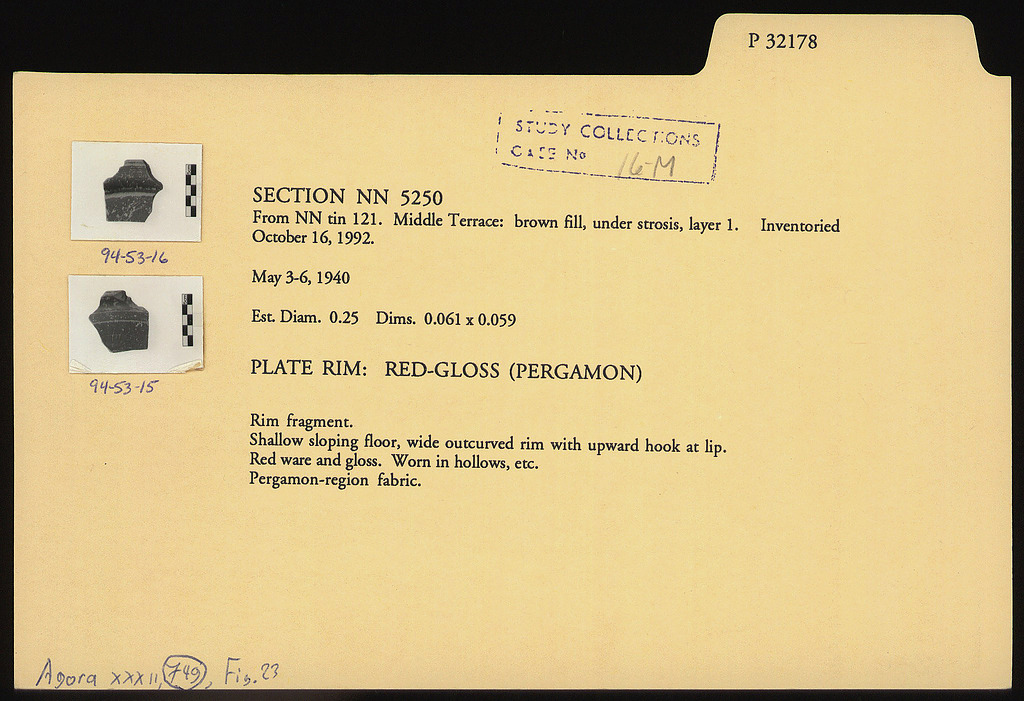 P 32178
STUDY COLLECTIONS
CASE No 16-M
SECTION NN 5250
From NN tin 121. Middle Terrace: brown fill, under strosis, layer 1. Inventoried
October 16, 1992.
94-53-16
May 3-6, 1940
Est. Diam. 0.25 Dims. 0.061 x 0.059
PLATE RIM: RED-GLOSS (PERGAMON)
94-53-15
Rim fragment.
Shallow sloping floor, wide outcurved rim with upward hook at lip.
Red ware and gloss. Worn in hollows, etc.
Pergamon-region fabric.
Agora XXXII, 749, Fig. 23